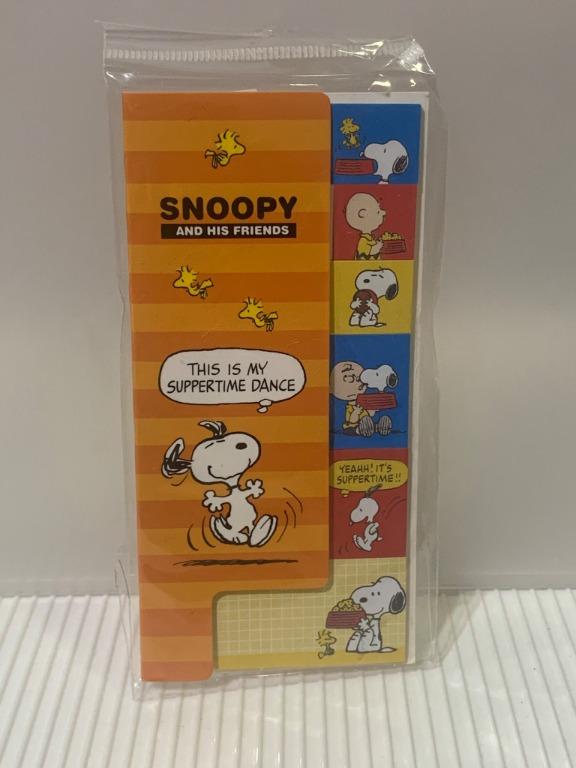 SNOOPY
AND HIS FRIENDS
THIS IS MY
SUPPERTIME DANCE
YEAHH! IT'S
SUPPERTIME!!